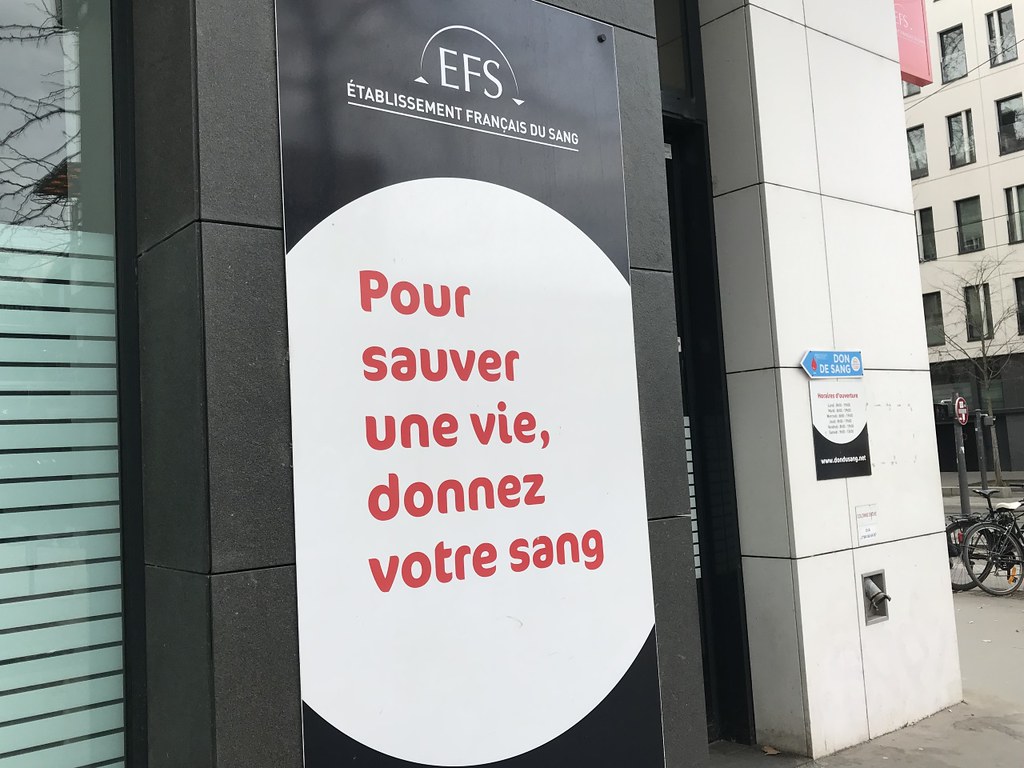 EFS
ÉTABLISSEMENT FRANÇAIS DU SANG
Pour
sauver
une vie,
donnez
votre sang
EFS
DON
DE SANG
Horaires d'ouverture
www.dondusang.net